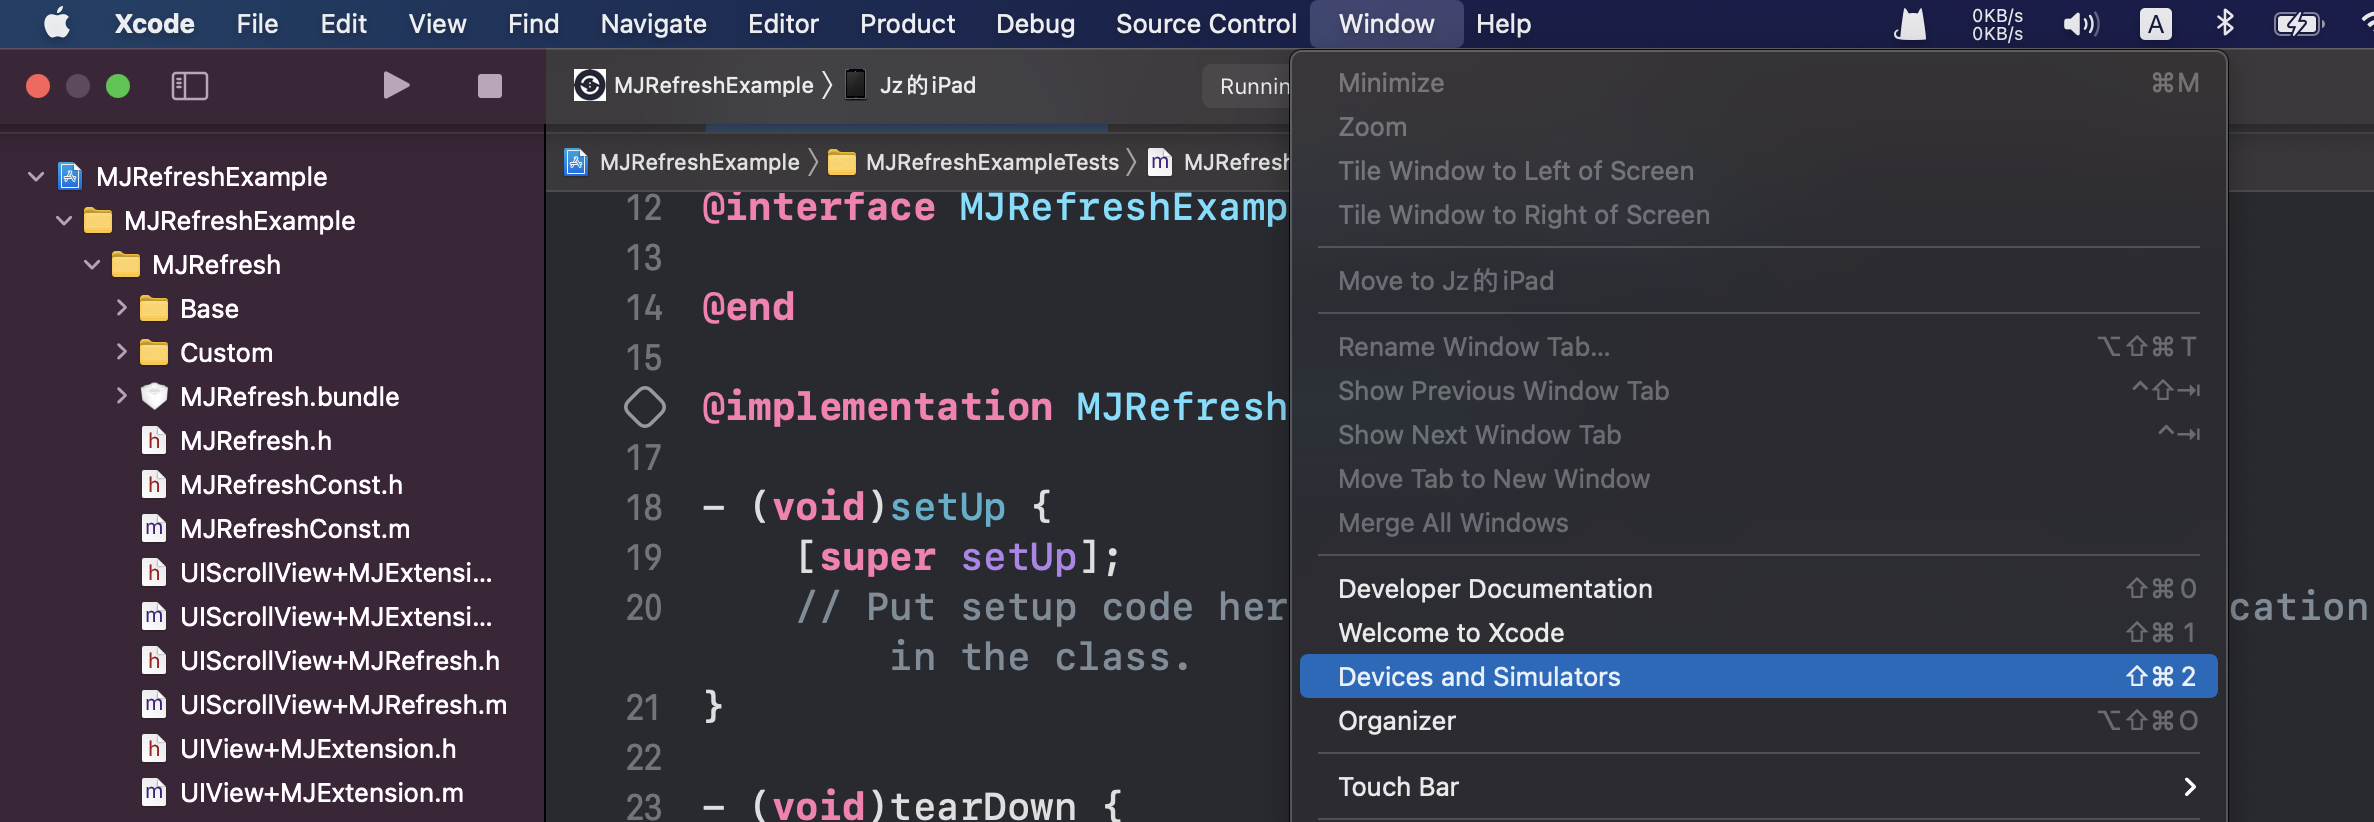 Xcode File Edit View Find Navigate Editor Product Debug Source Control Window Help
0KB/s
0KB/s
A
MJRefreshExample 〉 Jz的iPad
Runnin
MJRefreshExample 〉 MJRefreshExampleTests 〉 m MJRefresh
MJRefreshExample
MJRefreshExample
MJRefresh
Base
Custom
MJRefresh.bundle
h MJRefresh.h
h MJRefreshConst.h
m MJRefreshConst.m
h UIScrollView+MJExtensi...
m UIScrollView+MJExtensi...
h UIScrollView+MJRefresh.h
m UIScrollView+MJRefresh.m
h UIView+MJExtension.h
m UIView+MJExtension.m
12 @interface MJRefreshExamp
13
14 @end
15
@implementation MJRefresh
17
18 - (void)setUp {
19 [super setUp];
20 // Put setup code her
cation
in the class.
21 }
22
23 - (void)tearDown {
Minimize ⌘M
Zoom
Tile Window to Left of Screen
Tile Window to Right of Screen
Move to Jz的iPad
Rename Window Tab... ⌥⇧⌘T
Show Previous Window Tab ^⇧⇥
Show Next Window Tab ^⇥
Move Tab to New Window
Merge All Windows
Developer Documentation ⇧⌘0
Welcome to Xcode ⇧⌘1
Devices and Simulators ⇧⌘2
Organizer ⌥⇧⌘O
Touch Bar